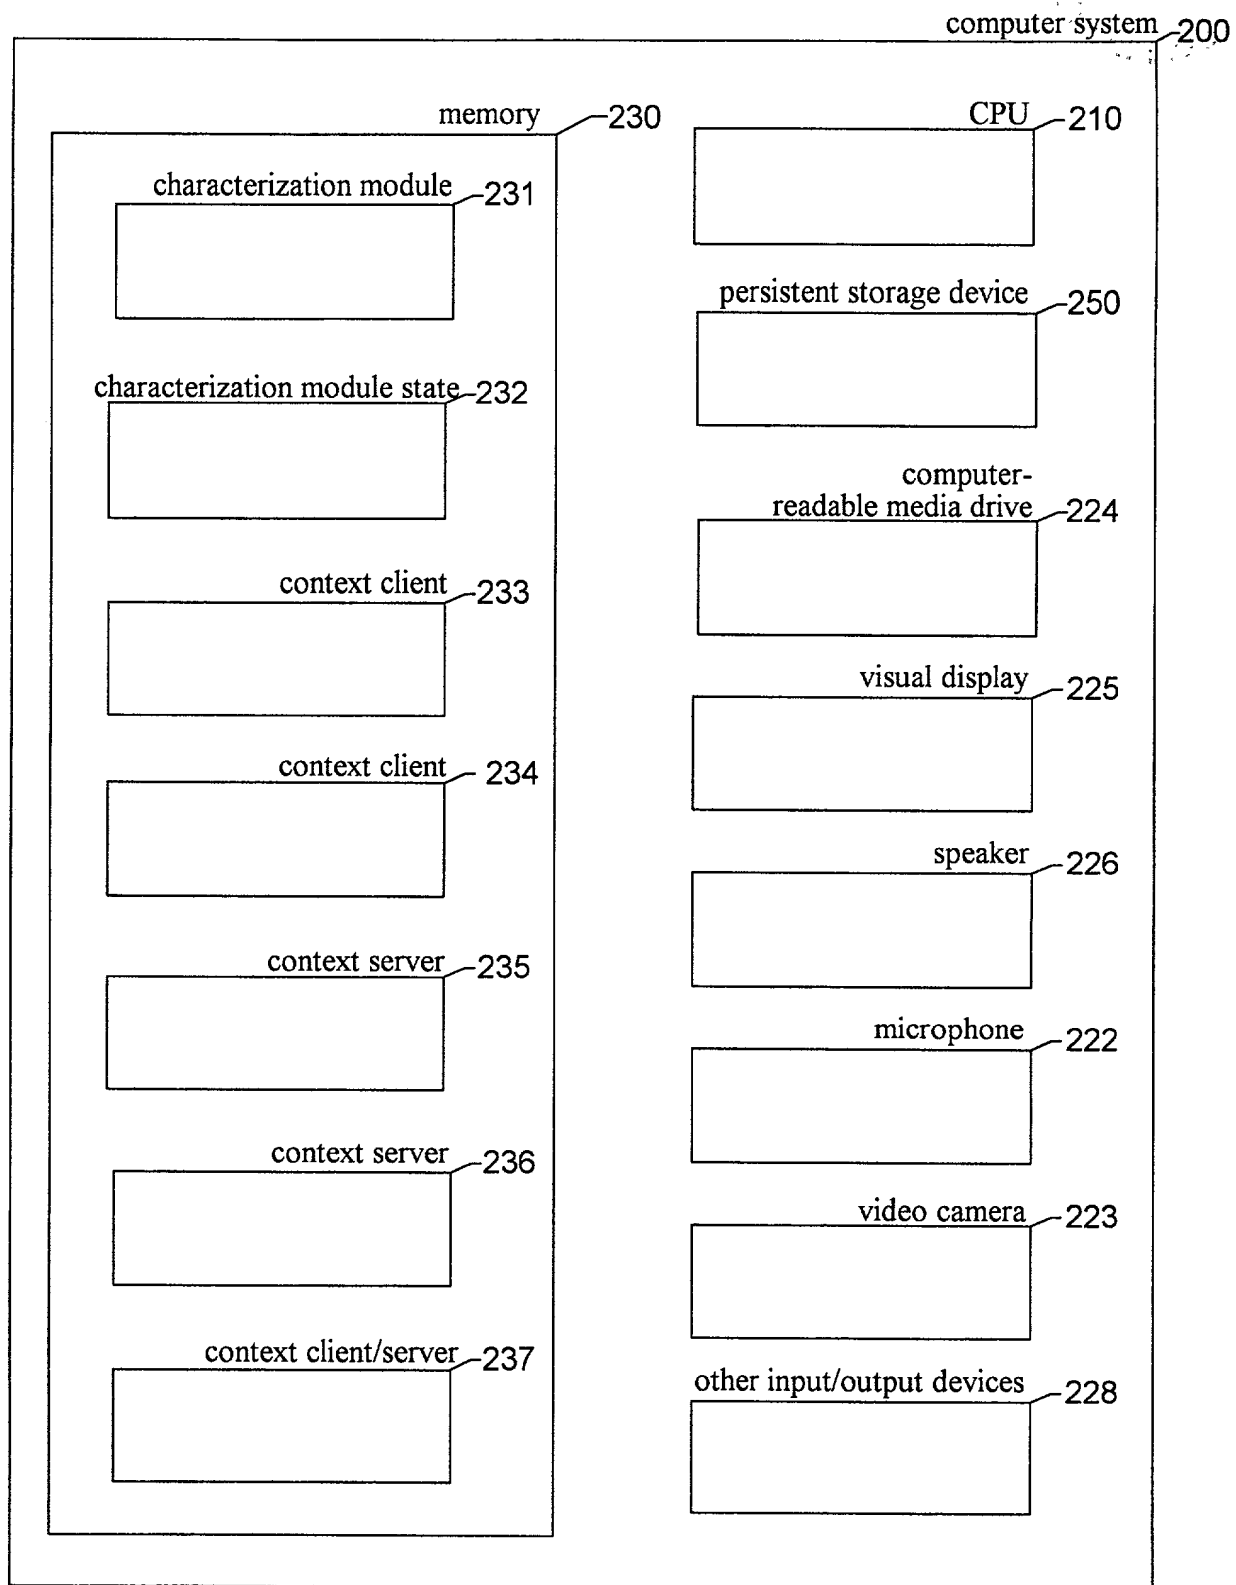 computer system 200
memory 230
characterization module 231
characterization module state 232
context client 233
context client 234
context server 235
context server 236
context client/server 237
CPU 210
persistent storage device 250
computer-
readable media drive 224
visual display 225
speaker 226
microphone 222
video camera 223
other input/output devices 228